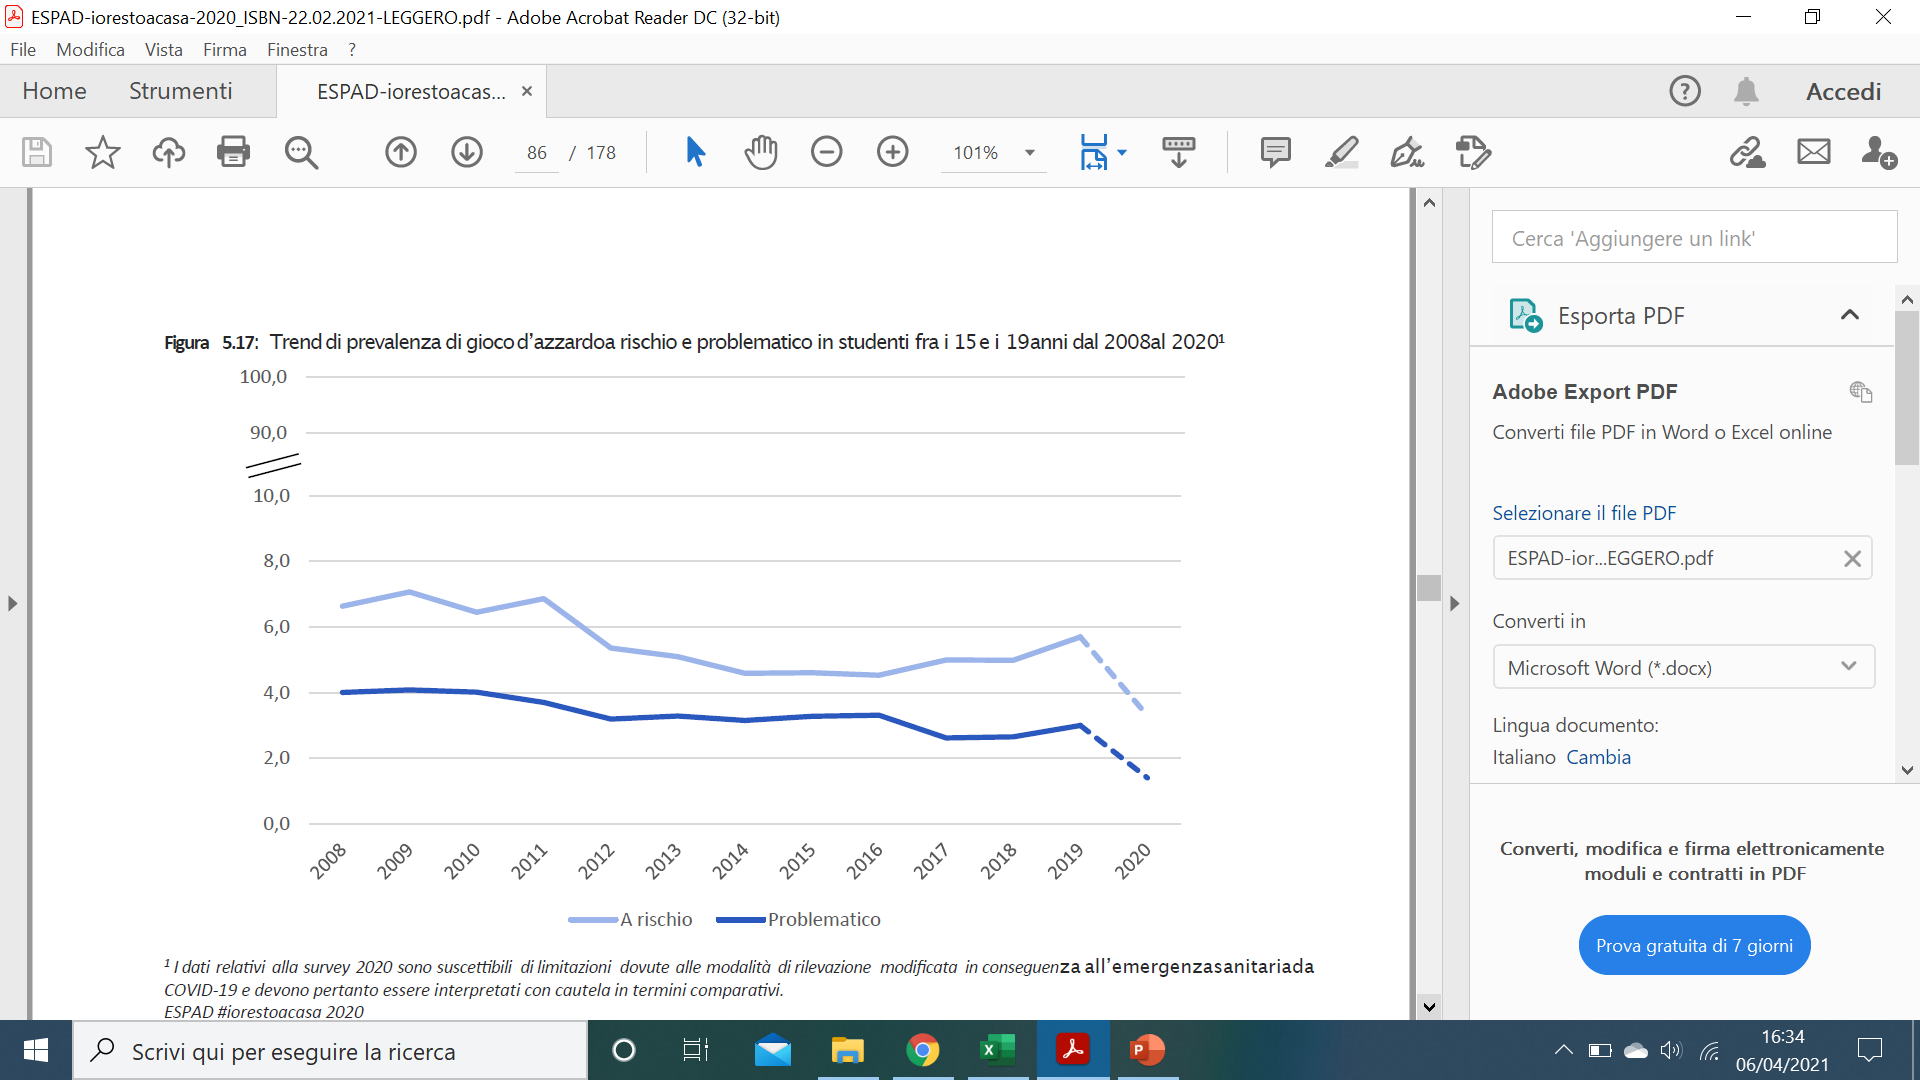 ESPAD-iorestoacasa-2020_ISBN-22.02.2021-LEGGERO.pdf - Adobe Acrobat Reader DC (32-bit)
File Modifica Vista Firma Finestra ?
Home Strumenti ESPAD-iorestoacas... × Accedi
86 / 178 101%
Cerca 'Aggiungere un link'
Esporta PDF
Adobe Export PDF
Converti file PDF in Word o Excel online
Selezionare il file PDF
ESPAD-ior...EGGERO.pdf
Converti in
Microsoft Word (*.docx)
Lingua documento:
Italiano Cambia
Converti, modifica e firma elettronicamente
moduli e contratti in PDF
Prova gratuita di 7 giorni
Figura 5.17: Trend di prevalenza di gioco d'azzardoa rischio e problematico in studenti fra i 15 e i 19anni dal 2008al 2020¹
100,0
90,0
10,0
8,0
6,0
4,0
2,0
0,0
2008 2009 2010 2011 2012 2013 2014 2015 2016 2017 2018 2019 2020
A rischio Problematico
¹ I dati relativi alla survey 2020 sono suscettibili di limitazioni dovute alle modalità di rilevazione modificata in conseguenza all'emergenzasanitariada
COVID-19 e devono pertanto essere interpretati con cautela in termini comparativi.
ESPAD #iorestoacasa 2020
Scrivi qui per eseguire la ricerca
16:34
06/04/2021